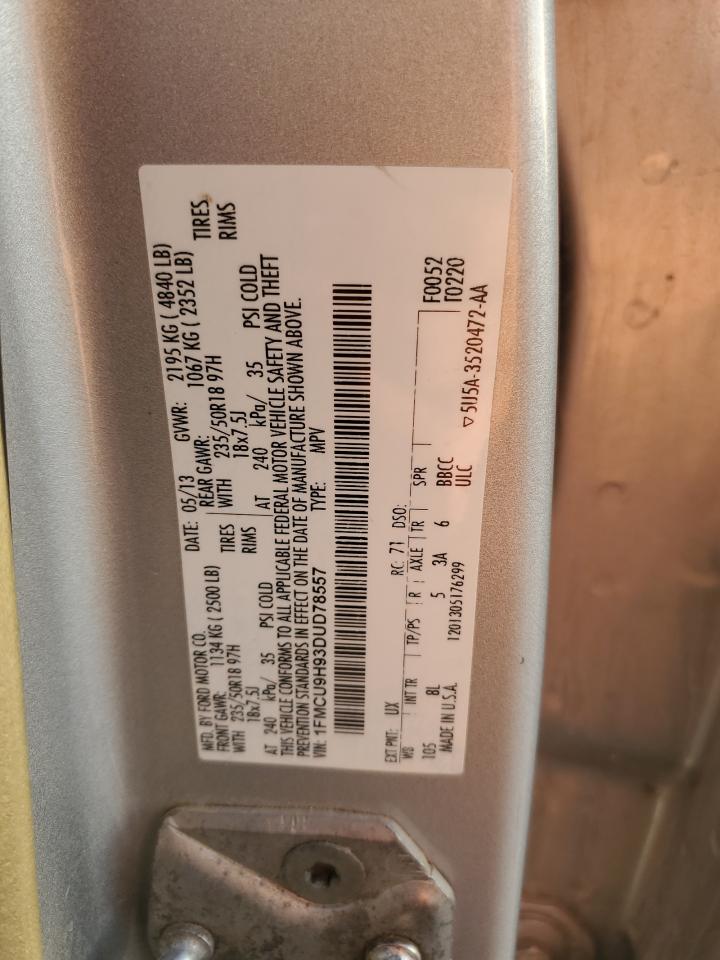 MFD. BY FORD MOTOR CO. DATE: 05/13 GVWR: 2195 KG ( 4840 LB)
FRONT GAWR: 1134 KG ( 2500 LB) REAR GAWR: 1067 KG ( 2352 LB)
WITH 235/50R18 97H TIRES WITH 235/50R18 97H TIRES
18x7.5J RIMS 18x7.5J RIMS
AT 240 kPa/ 35 PSI COLD AT 240 kPa/ 35 PSI COLD
THIS VEHICLE CONFORMS TO ALL APPLICABLE FEDERAL MOTOR VEHICLE SAFETY AND THEFT
PREVENTION STANDARDS IN EFFECT ON THE DATE OF MANUFACTURE SHOWN ABOVE.
VIN: 1FMCU9H93DUD78557 TYPE: MPV
EXT PNT: UX RC: 71 DSO: F0052
WB INT TR TP/PS R AXLE TR SPR T0220
105 8L 5 3A 6 BBCC
MADE IN U.S.A. 1201305176299 ULC ▽5U5A-3520472-AA